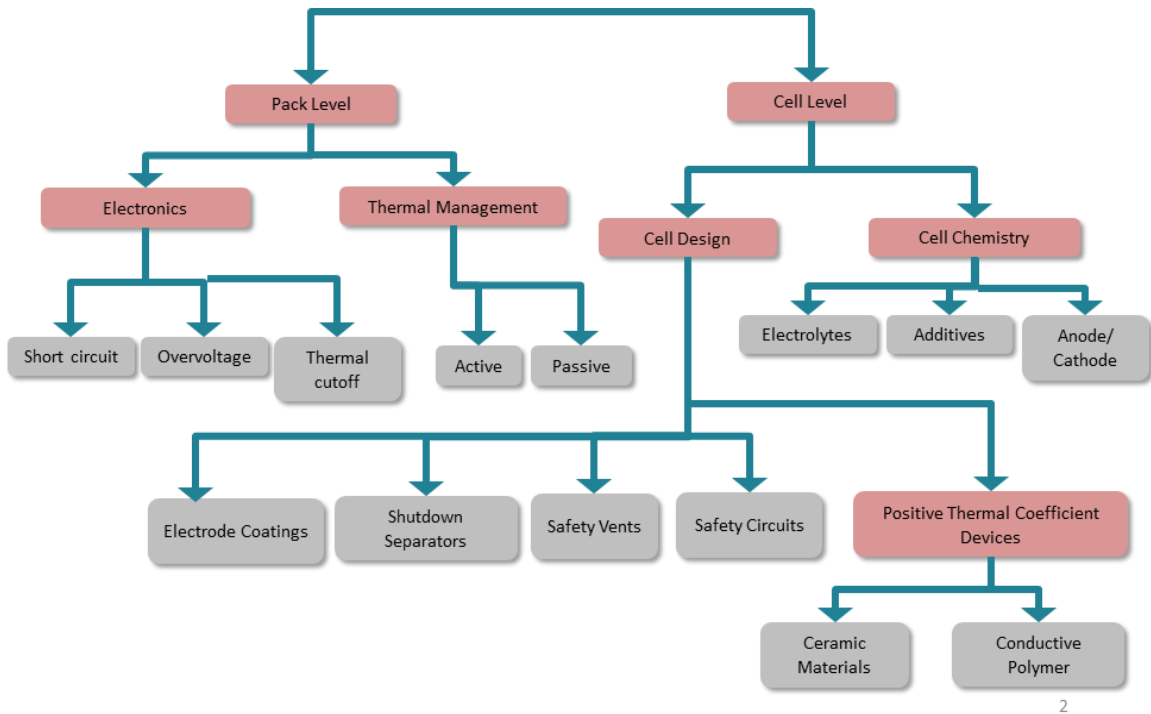 Pack Level
Cell Level
Electronics
Thermal Management
Cell Design
Cell Chemistry
Short circuit
Overvoltage
Thermal
cutoff
Active
Passive
Electrolytes
Additives
Anode/
Cathode
Electrode Coatings
Shutdown
Separators
Safety Vents
Safety Circuits
Positive Thermal Coefficient
Devices
Ceramic
Materials
Conductive
Polymer
2